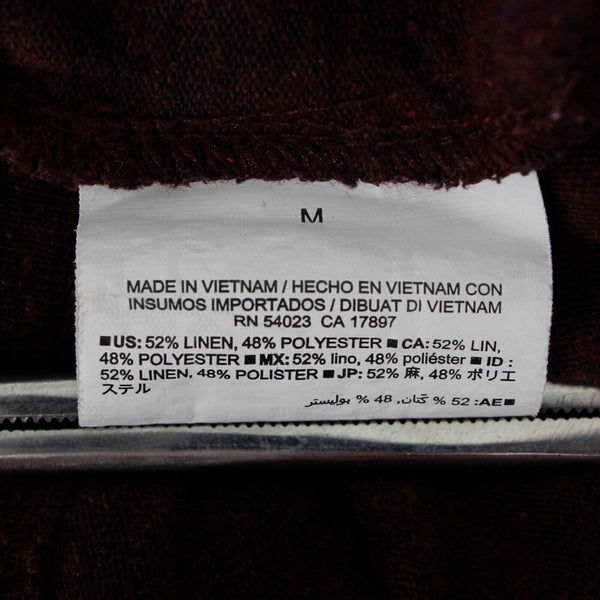 M
MADE IN VIETNAM / HECHO EN VIETNAM CON
INSUMOS IMPORTADOS / DIBUAT DI VIETNAM
RN 54023 CA 17897
■US: 52% LINEN, 48% POLYESTER ■ CA: 52% LIN,
48% POLYESTER ■ MX: 52% lino, 48% poliéster ■ ID :
52% LINEN, 48% POLISTER ■ JP: 52% 麻, 48% ポリエ
ステル
■AE: 52 % كتان, 48 % بوليستر